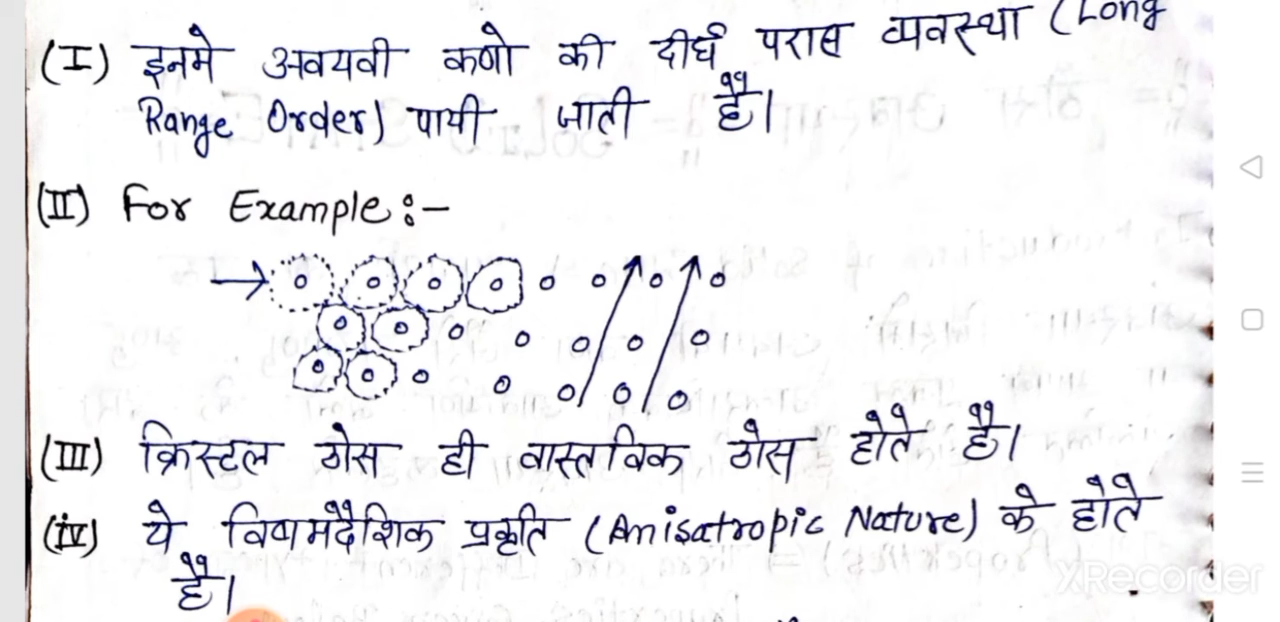 (I) इनमे अवयवी कणो की दीर्घ परास व्यवस्था (Long
Range Order) पायी जाती है।
(II) For Example:-
(III) क्रिस्टल ठोस ही वास्तविक ठोस होते है।
(iv) ये विषमदैशिक प्रकृति (Anisatropic Nature) के होते
है।
XRecorder